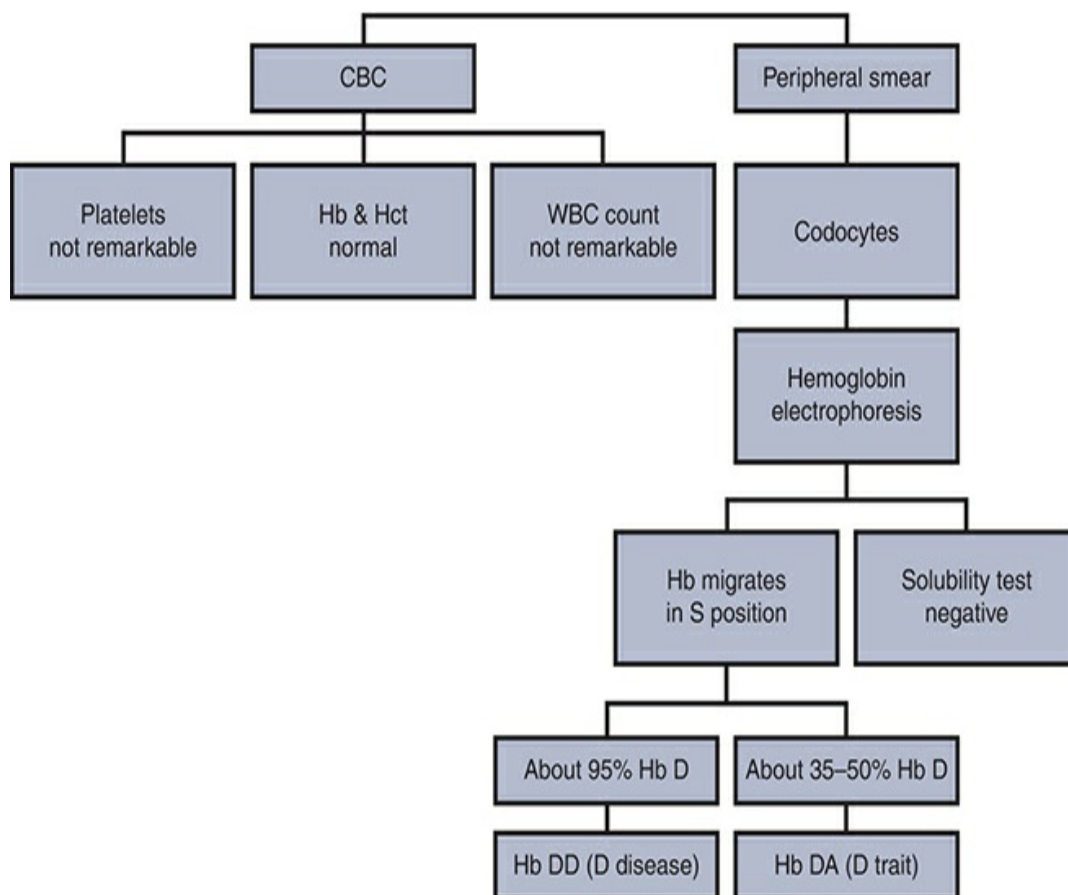 CBC
Peripheral smear
Platelets
not remarkable
Hb & Hct
normal
WBC count
not remarkable
Codocytes
Hemoglobin
electrophoresis
Hb migrates
in S position
Solubility test
negative
About 95% Hb D
About 35–50% Hb D
Hb DD (D disease)
Hb DA (D trait)